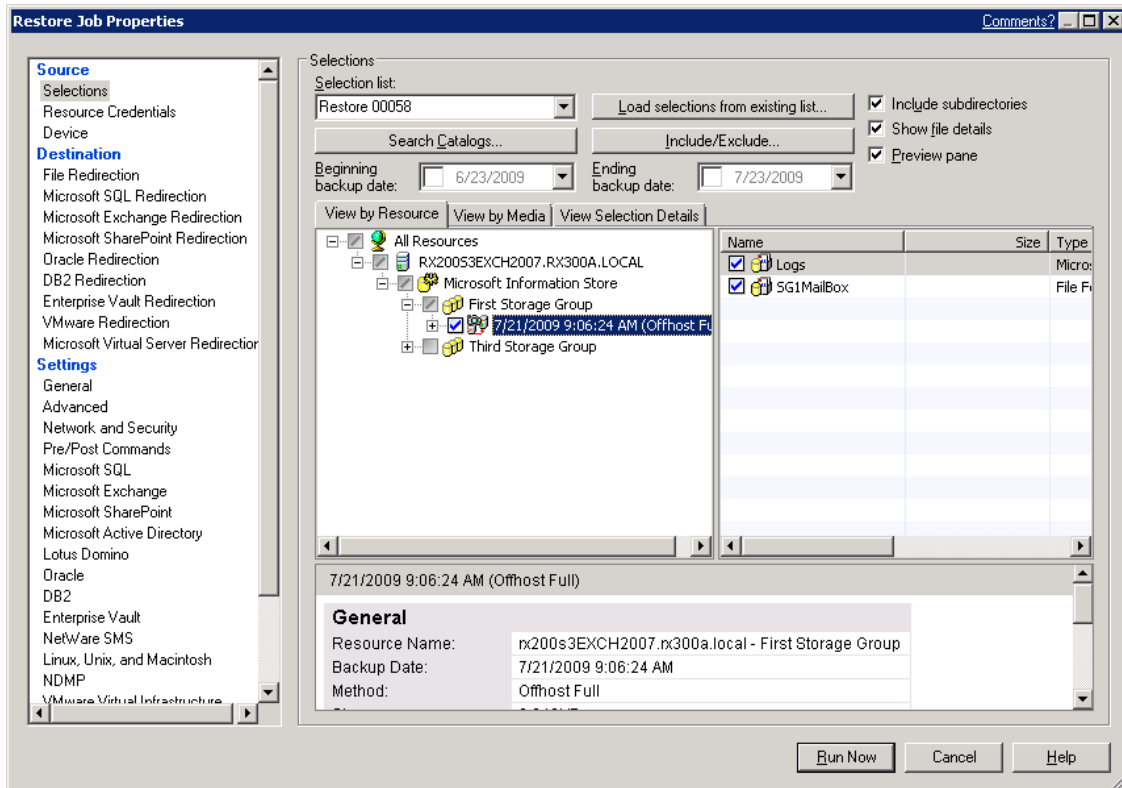 Restore Job Properties
Comments?
Source
Selections
Resource Credentials
Device
Destination
File Redirection
Microsoft SQL Redirection
Microsoft Exchange Redirection
Microsoft SharePoint Redirection
Oracle Redirection
DB2 Redirection
Enterprise Vault Redirection
VMware Redirection
Microsoft Virtual Server Redirection
Settings
General
Advanced
Network and Security
Pre/Post Commands
Microsoft SQL
Microsoft Exchange
Microsoft SharePoint
Microsoft Active Directory
Lotus Domino
Oracle
DB2
Enterprise Vault
NetWare SMS
Linux, Unix, and Macintosh
NDMP
VMware Virtual Infrastructure
Selections
Selection list:
Restore 00058
Load selections from existing list...
Include subdirectories
Search Catalogs...
Include/Exclude...
Show file details
Preview pane
Beginning
backup date:
6/23/2009
Ending
backup date:
7/23/2009
View by Resource
View by Media
View Selection Details
All Resources
RX200S3EXCH2007.RX300A.LOCAL
Microsoft Information Store
First Storage Group
7/21/2009 9:06:24 AM (Offhost Fu
Third Storage Group
Name Size Type
Logs Micro
SG1MailBox File F
7/21/2009 9:06:24 AM (Offhost Full)
General
Resource Name: rx200s3EXCH2007.rx300a.local - First Storage Group
Backup Date: 7/21/2009 9:06:24 AM
Method: Offhost Full
Run Now
Cancel
Help